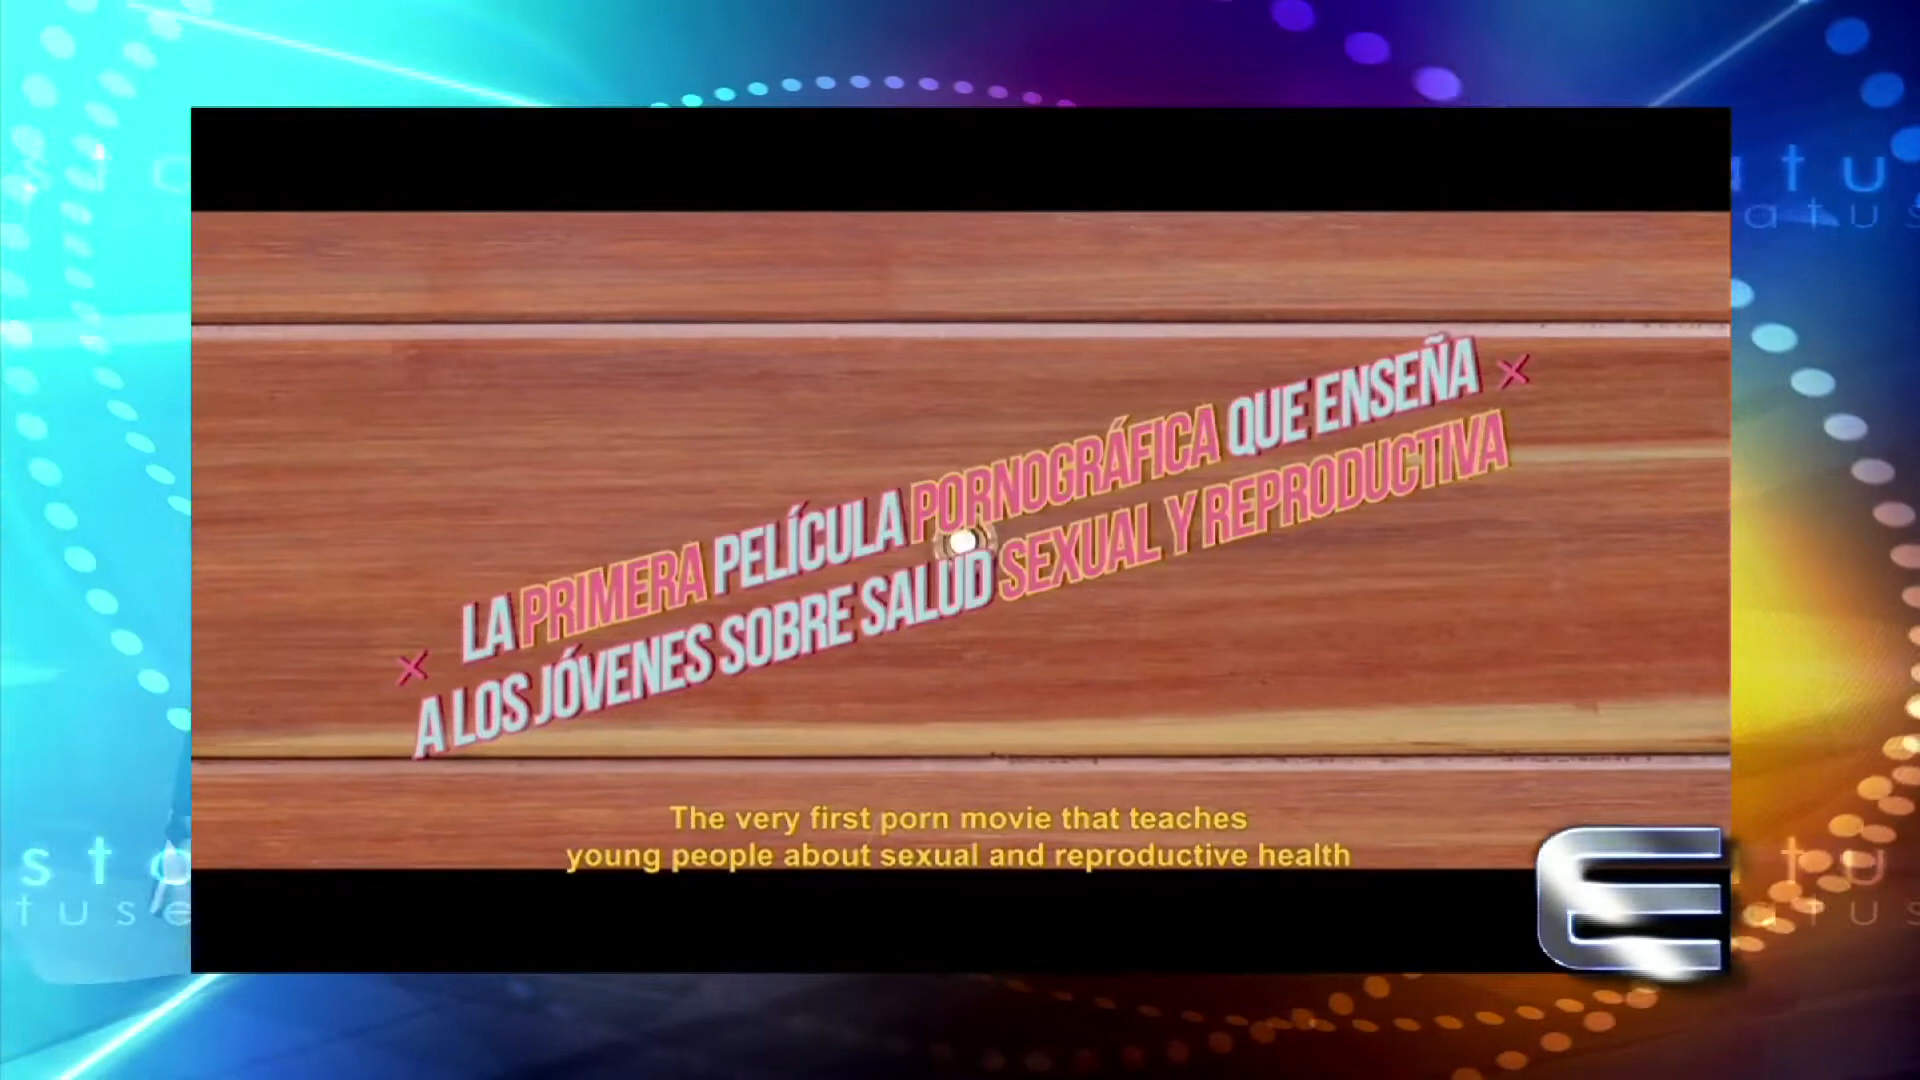 LA PRIMERA PELÍCULA PORNOGRÁFICA QUE ENSEÑA
A LOS JÓVENES SOBRE SALUD SEXUAL Y REPRODUCTIVA
The very first porn movie that teaches
young people about sexual and reproductive health
E